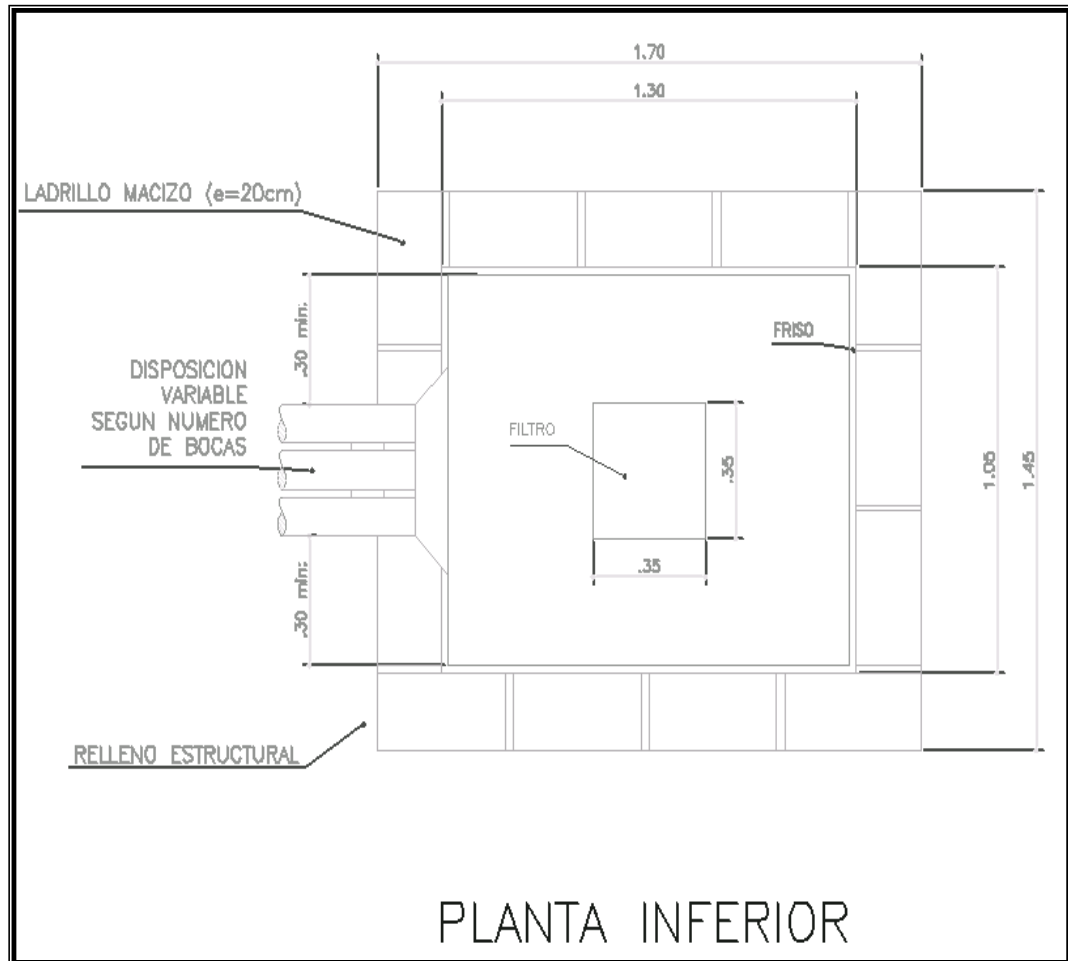 1.70
1.30
LADRILLO MACIZO (e=20cm)
.30 min.
FRISO
DISPOSICION
VARIABLE
SEGUN NUMERO
DE BOCAS
FILTRO
.35
1.05
1.45
.35
.30 min.
RELLENO ESTRUCTURAL
PLANTA INFERIOR